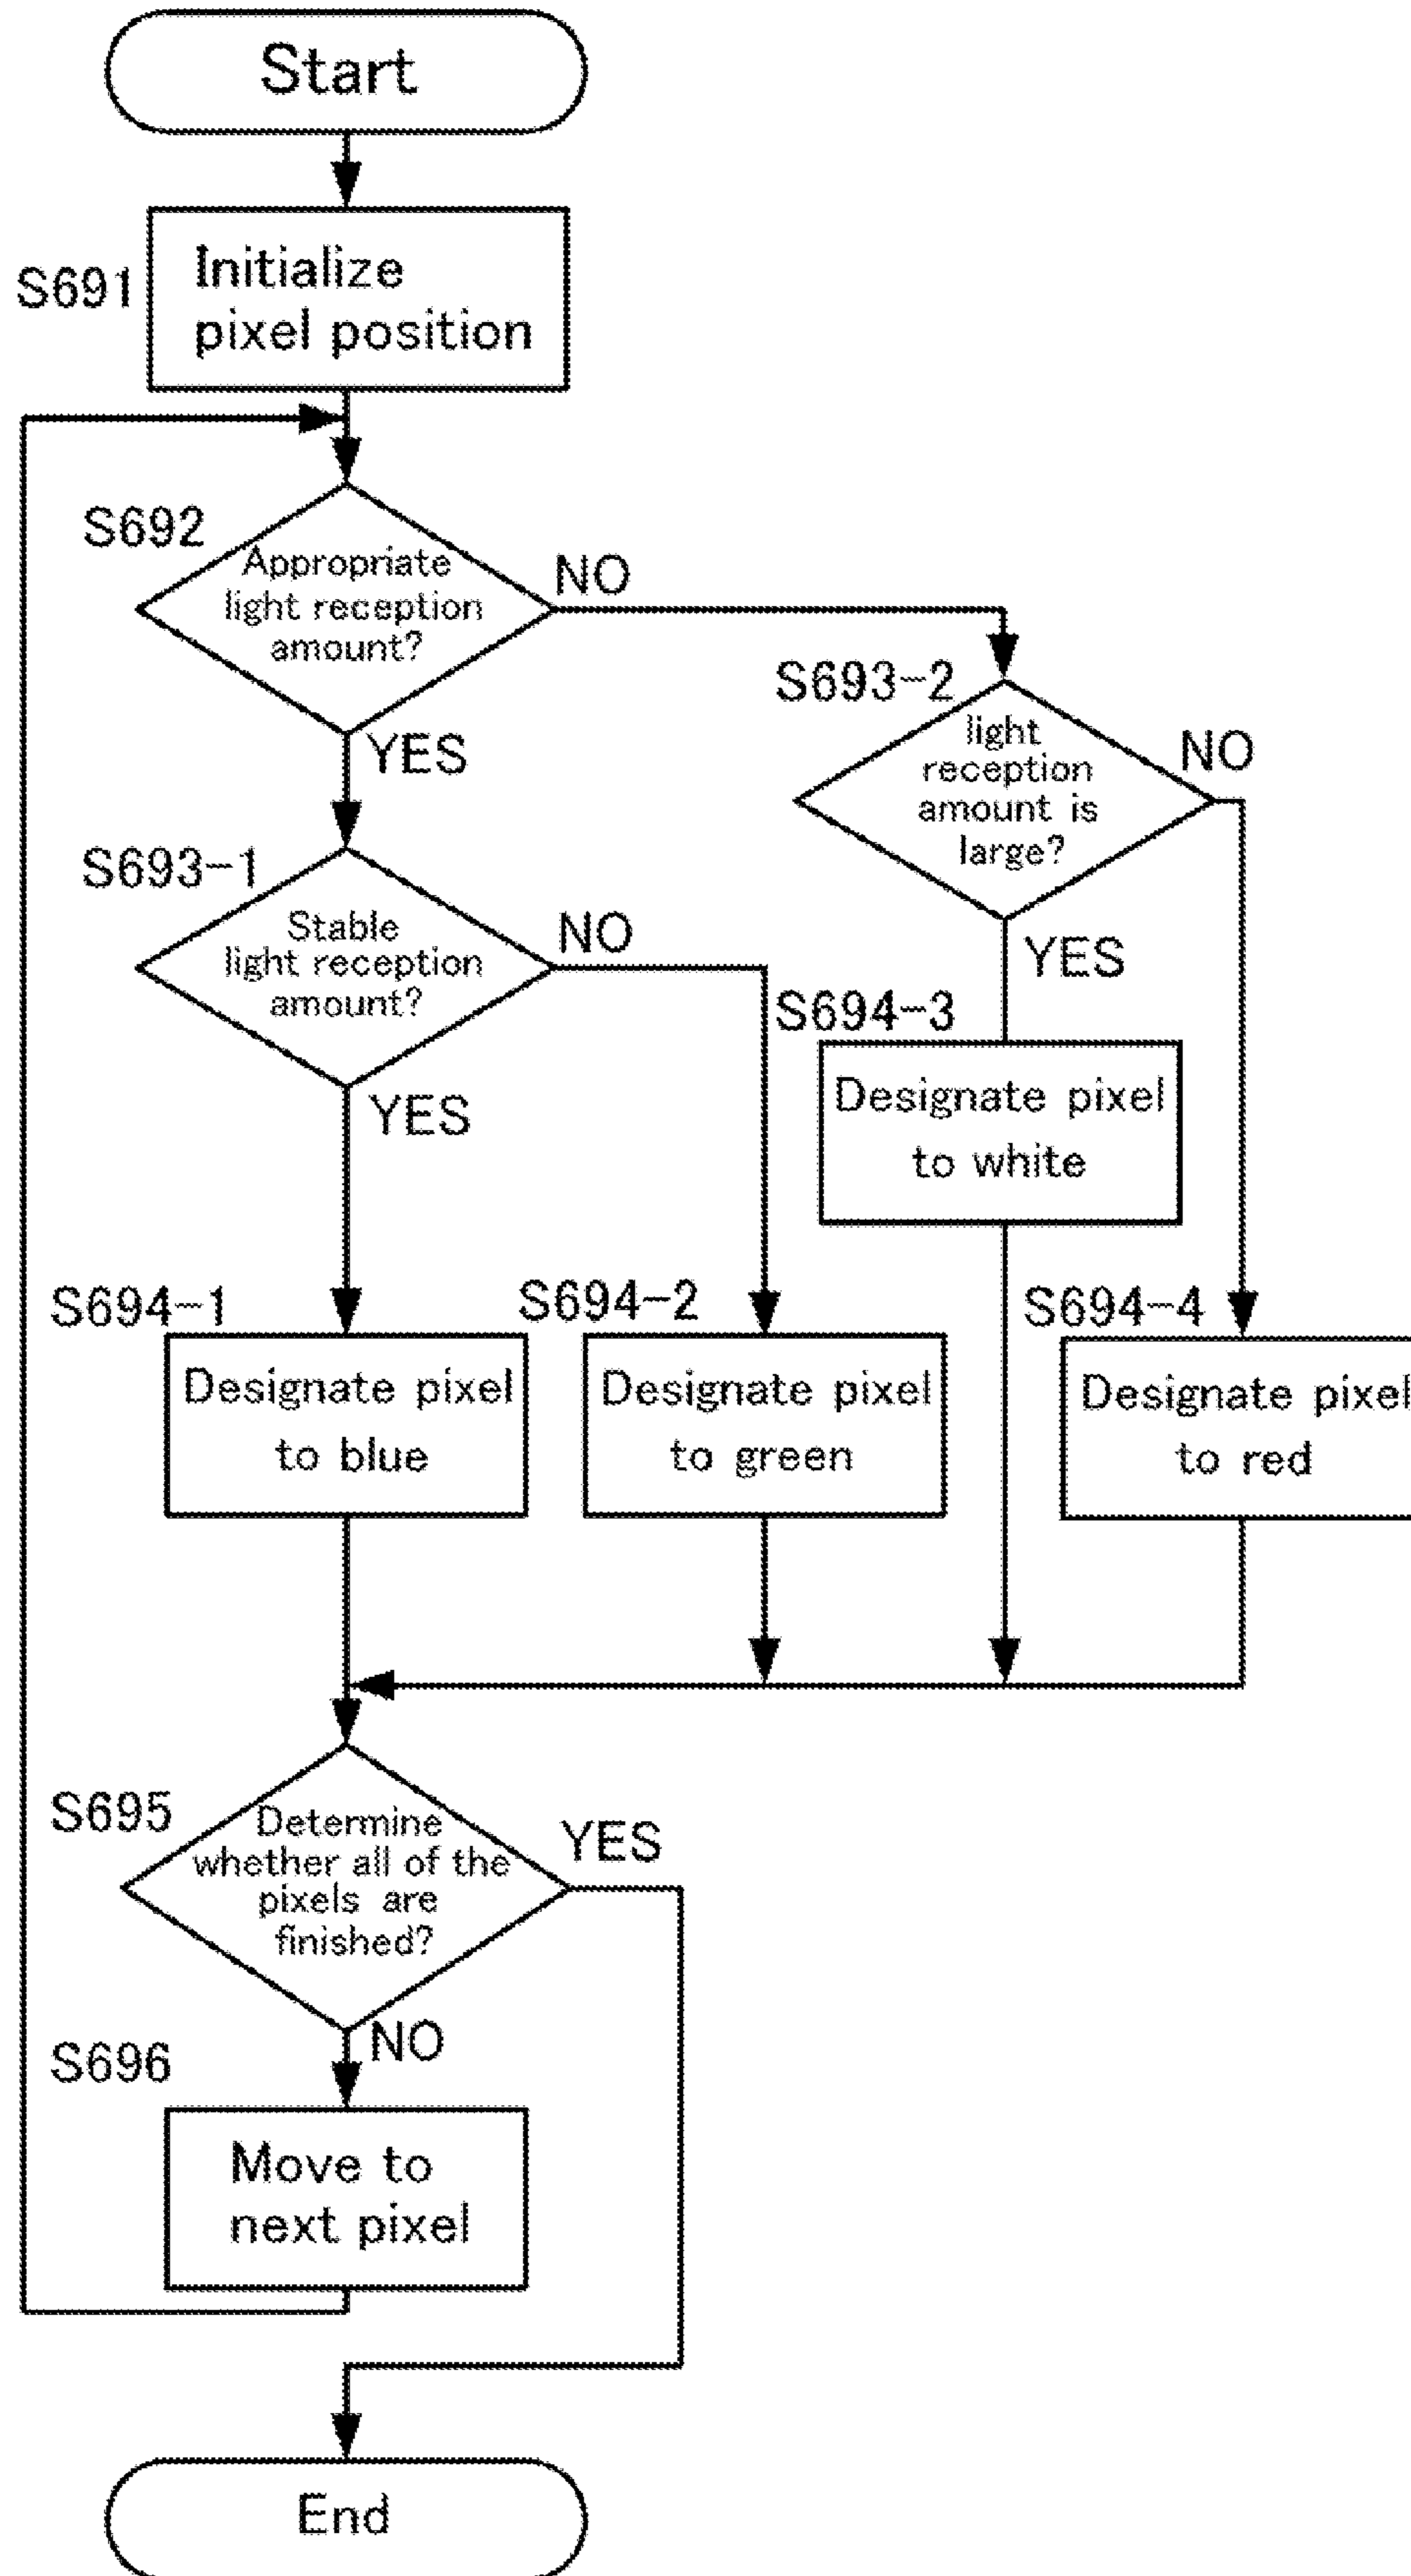 Start
S691
Initialize
pixel position
S692
Appropriate
light reception
amount?
NO
YES
S693-2
light
reception
amount is
large?
NO
YES
S693-1
Stable
light reception
amount?
NO
YES
S694-3
Designate pixel
to white
S694-1
Designate pixel
to blue
S694-2
Designate pixel
to green
S694-4
Designate pixel
to red
S695
Determine
whether all of the
pixels are
finished?
YES
NO
S696
Move to
next pixel
End